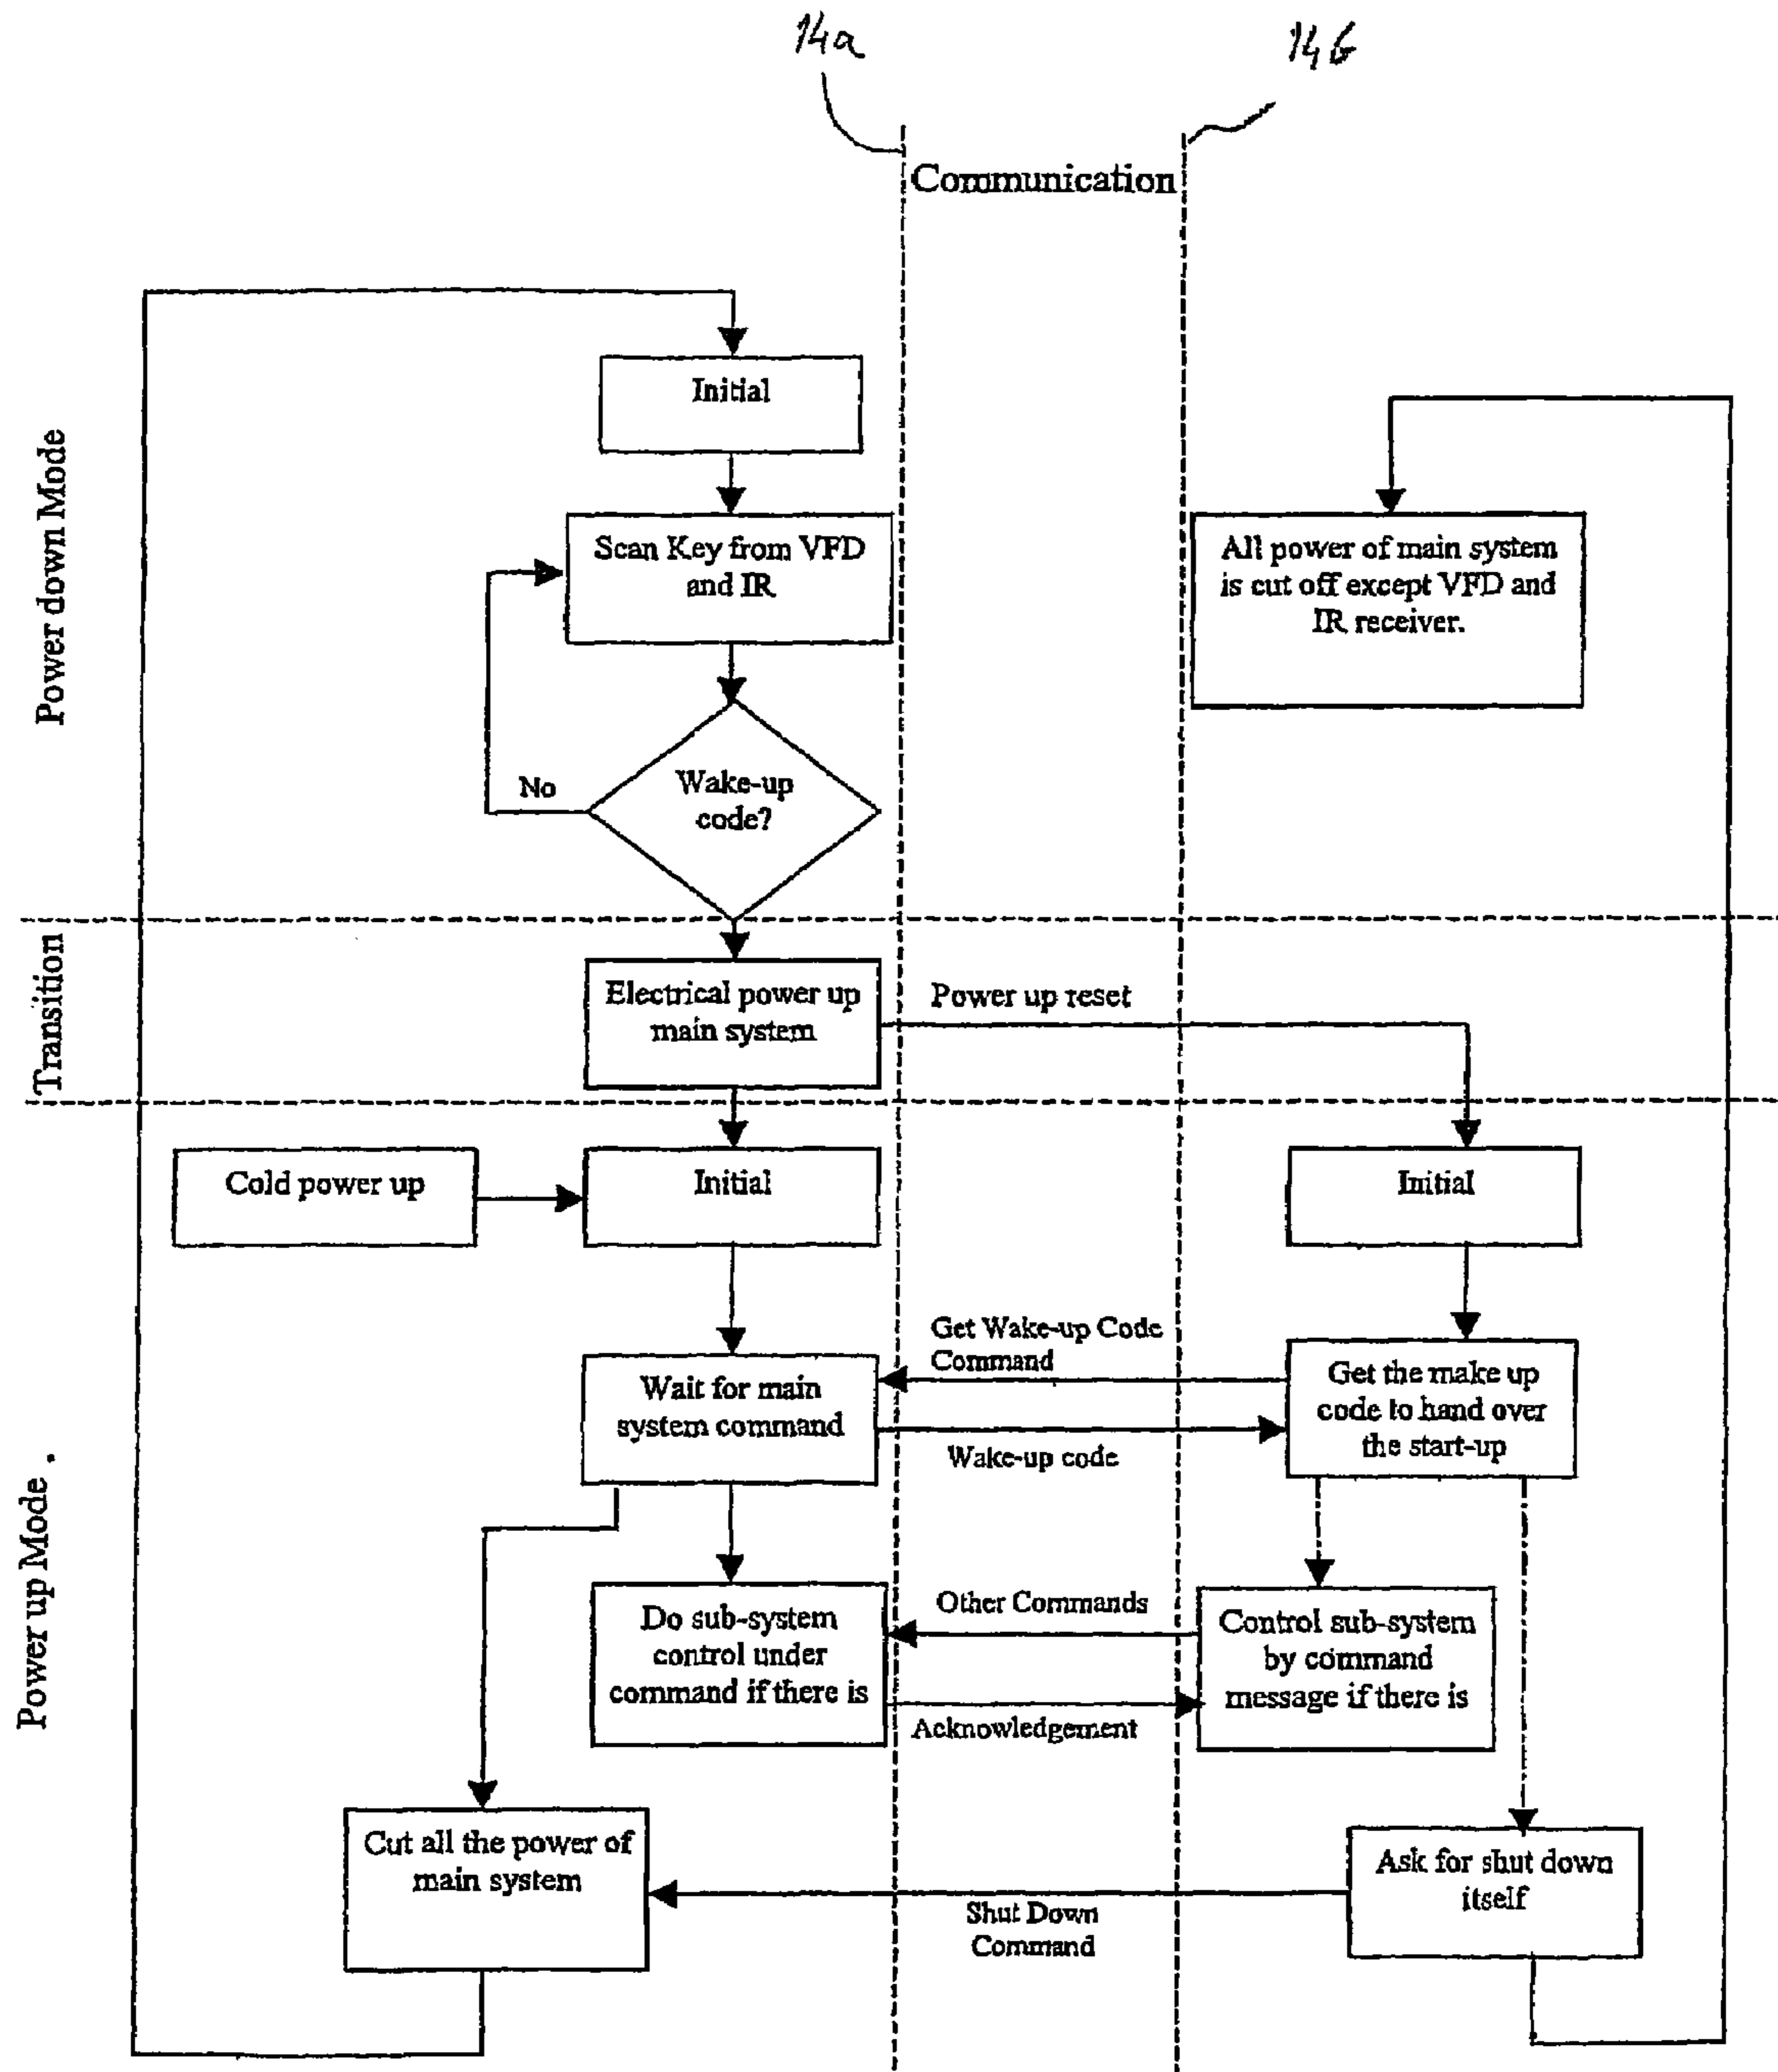 14a
14b
Communication
Power down Mode
Initial
Scan Key from VFD
and IR
All power of main system
is cut off except VFD and
IR receiver.
No
Wake-up
code?
Transition
Electrical power up
main system
Power up reset
Power up Mode .
Cold power up
Initial
Initial
Get Wake-up Code
Command
Wait for main
system command
Get the make up
code to hand over
the start-up
Wake-up code
Other Commands
Do sub-system
control under
command if there is
Control sub-system
by command
message if there is
Acknowledgement
Cut all the power of
main system
Ask for shut down
itself
Shut Down
Command